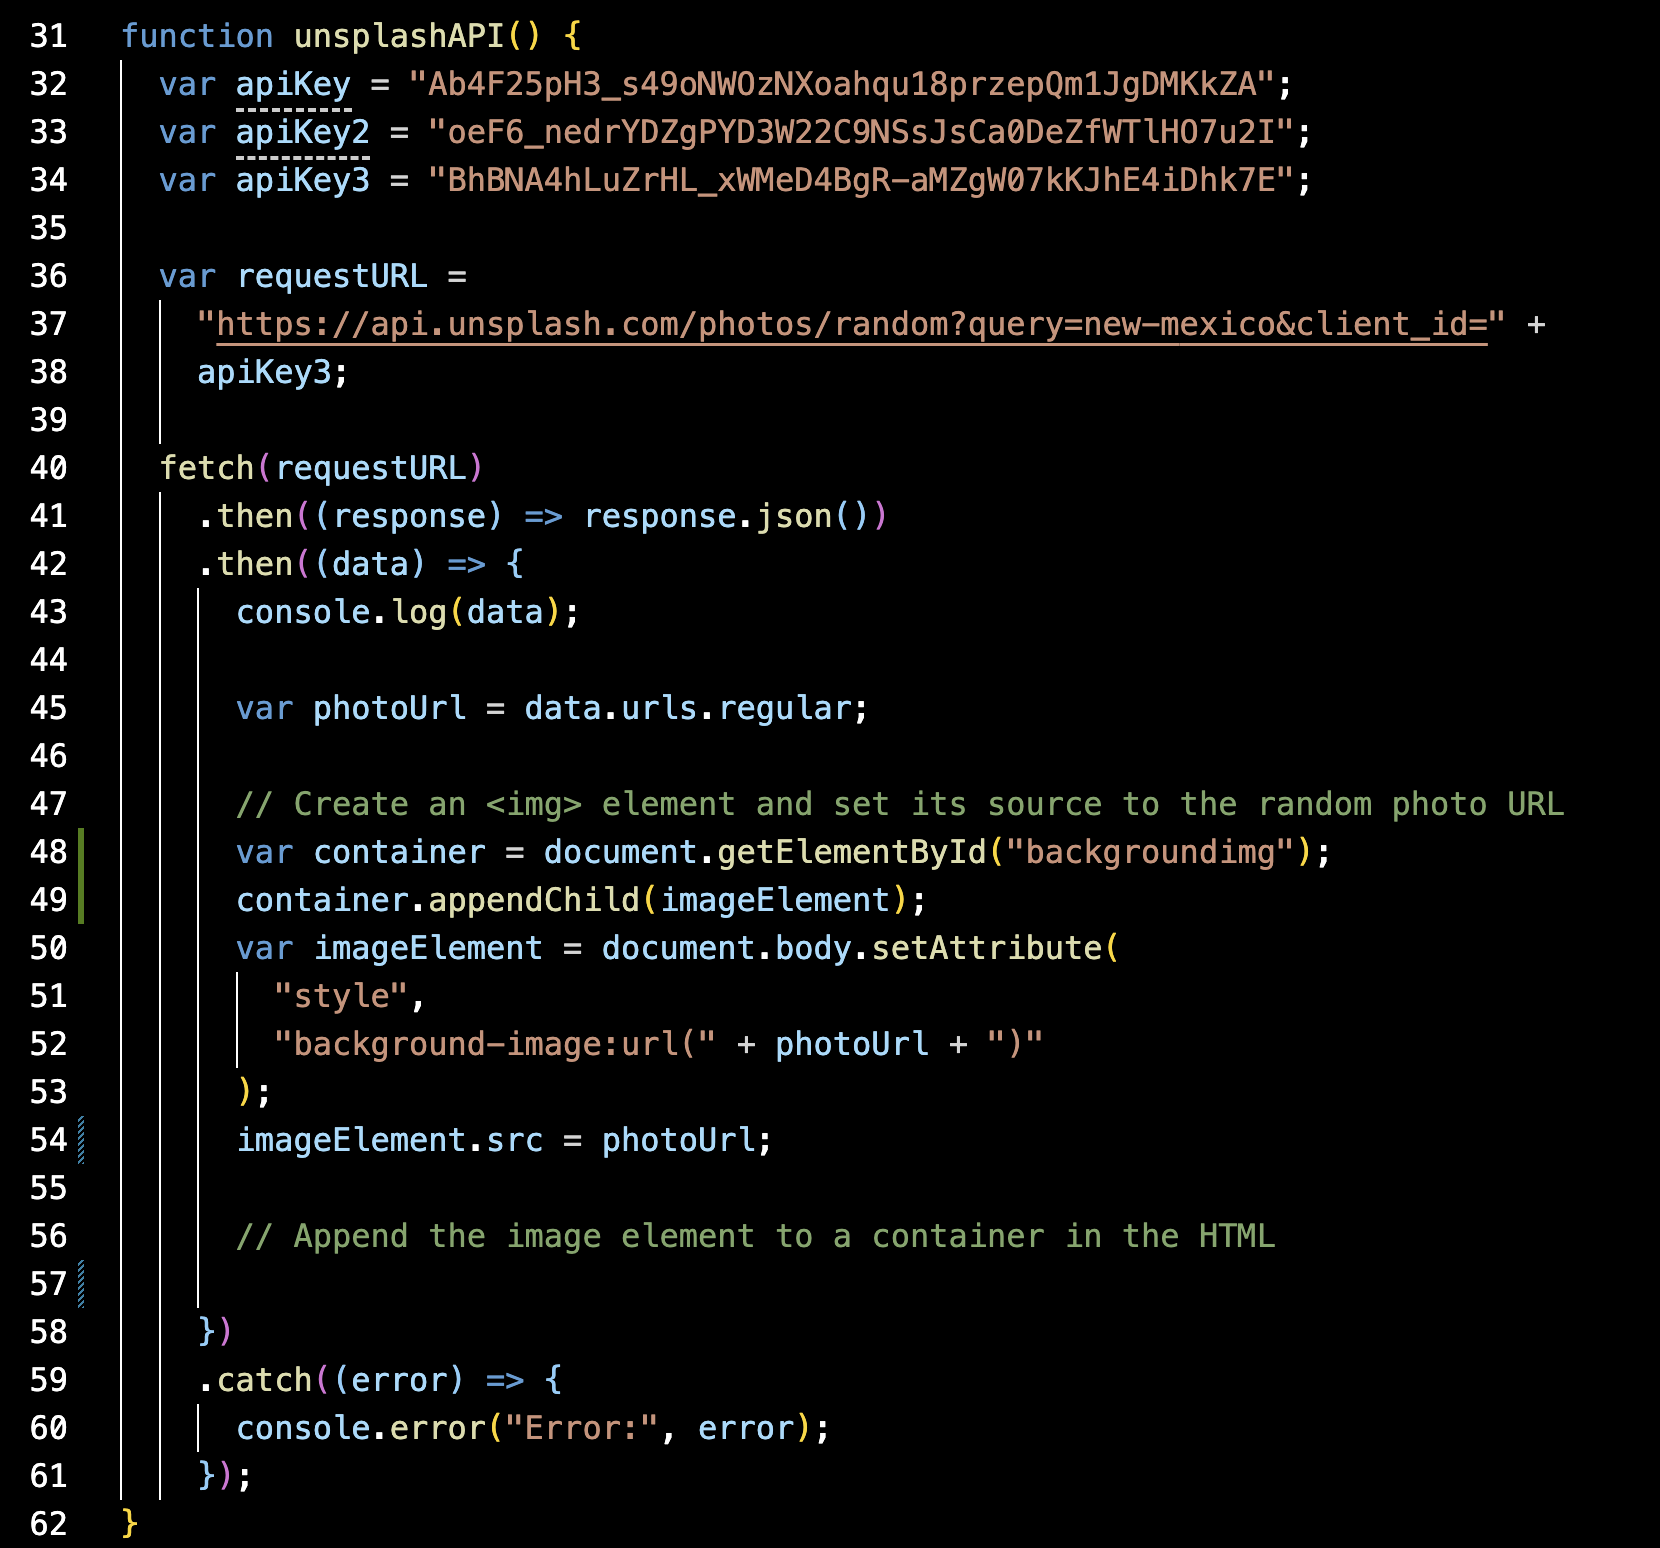 31 function unsplashAPI() {
32 var apiKey = "Ab4F25pH3_s49oNWOzNXoahqu18przepQm1JgDMKkZA";
33 var apiKey2 = "oeF6_nedrYDZgPYD3W22C9NSsJsCa0DeZfWTlHO7u2I";
34 var apiKey3 = "BhBNA4hLuZrHL_xWMeD4BgR-aMZgW07kKJhE4iDhk7E";
35
36 var requestURL =
37 "https://api.unsplash.com/photos/random?query=new-mexico&client_id=" +
38 apiKey3;
39
40 fetch(requestURL)
41 .then((response) => response.json())
42 .then((data) => {
43 console.log(data);
44
45 var photoUrl = data.urls.regular;
46
47 // Create an <img> element and set its source to the random photo URL
48 var container = document.getElementById("backgroundimg");
49 container.appendChild(imageElement);
50 var imageElement = document.body.setAttribute(
51 "style",
52 "background-image:url(" + photoUrl + ")"
53 );
54 imageElement.src = photoUrl;
55
56 // Append the image element to a container in the HTML
57
58 })
59 .catch((error) => {
60 console.error("Error:", error);
61 });
62 }